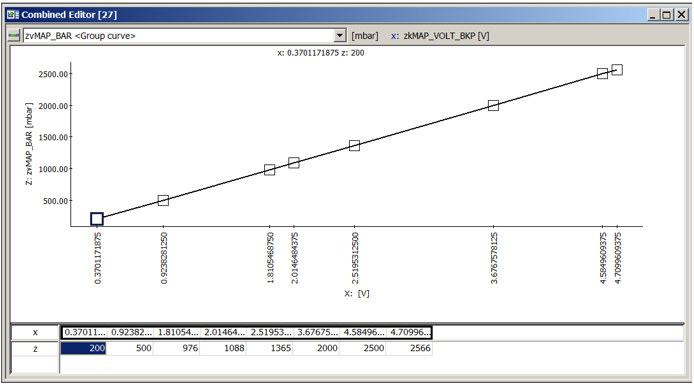 Combined Editor [27]
zvMAP_BAR <Group curve> [mbar] x: zkMAP_VOLT_BKP [V]
x: 0.3701171875 z: 200
Z: zvMAP_BAR [mbar]
2500.00
2000.00
1500.00
1000.00
500.00
0.3701171875
0.9238281250
1.8105468750
2.0146484375
2.5195312500
3.6767578125
4.5849609375
4.7099609375
X: [V]
x 0.37011... 0.92382... 1.81054... 2.01464... 2.51953... 3.67675... 4.58496... 4.70996...
z 200 500 976 1088 1365 2000 2500 2566